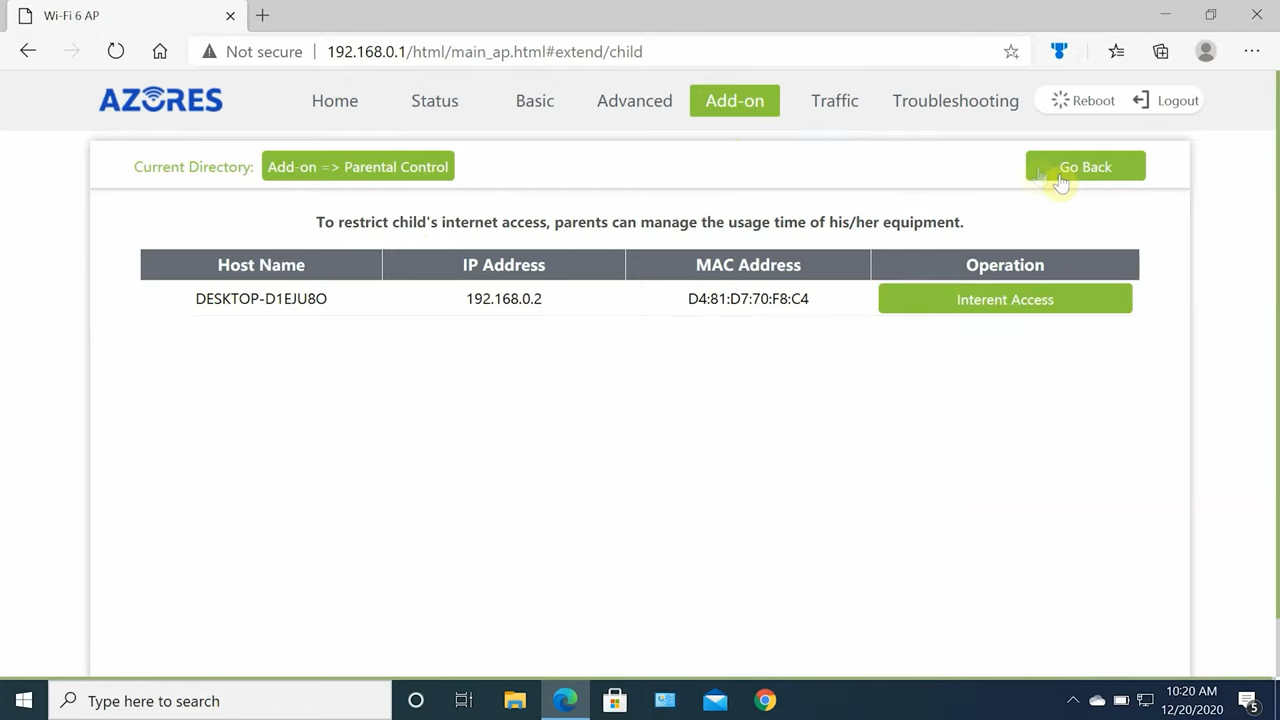 Wi-Fi 6 AP
Not secure 192.168.0.1/html/main_ap.html#extend/child
AZORES Home Status Basic Advanced Add-on Traffic Troubleshooting Reboot Logout
Current Directory: Add-on => Parental Control Go Back
To restrict child's internet access, parents can manage the usage time of his/her equipment.
Host Name IP Address MAC Address Operation
DESKTOP-D1EJU8O 192.168.0.2 D4:81:D7:70:F8:C4 Interent Access
Type here to search 10:20 AM
12/20/2020 5